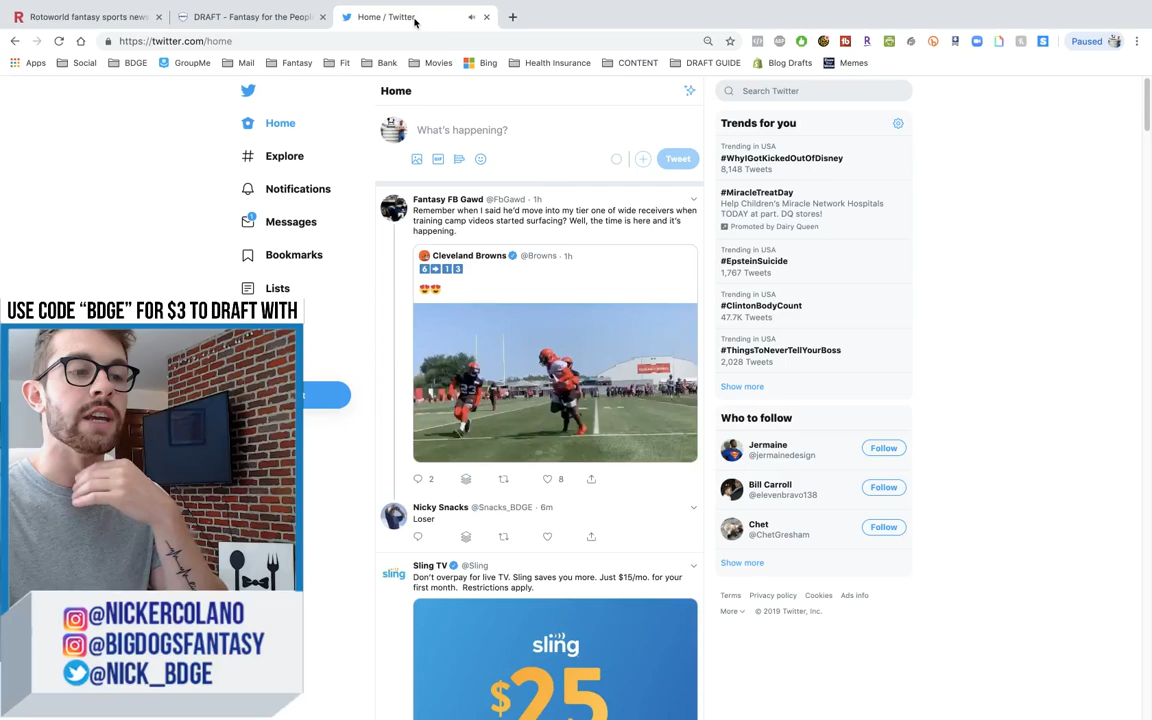 Rotoworld fantasy sports news
DRAFT - Fantasy for the Peopl
Home / Twitter
https://twitter.com/home
Paused
Apps
Social
BDGE
GroupMe
Mail
Fantasy
Fit
Bank
Movies
Bing
Health Insurance
CONTENT
DRAFT GUIDE
Blog Drafts
Memes
Home
Explore
Notifications
1
Messages
Bookmarks
Lists
Home
What's happening?
GIF
Tweet
Fantasy FB Gawd @FbGawd · 1h
Remember when I said he'd move into my tier one of wide receivers when
training camp videos started surfacing? Well, the time is here and it's
happening.
Cleveland Browns @Browns · 1h
6➡1 3
😍😍
2
8
Nicky Snacks @Snacks_BDGE · 6m
Loser
Sling TV @Sling
Don't overpay for live TV. Sling saves you more. Just $15/mo. for your
first month. Restrictions apply.
sling
sling
$25
Search Twitter
Trends for you
Trending in USA
#WhyIGotKickedOutOfDisney
8,148 Tweets
#MiracleTreatDay
Help Children's Miracle Network Hospitals
TODAY at part. DQ stores!
Promoted by Dairy Queen
Trending in USA
#EpsteinSuicide
1,767 Tweets
Trending in USA
#ClintonBodyCount
47.7K Tweets
Trending in USA
#ThingsToNeverTellYourBoss
2,028 Tweets
Show more
Who to follow
Jermaine
@jermainedesign
Follow
Bill Carroll
@elevenbravo138
Follow
Chet
@ChetGresham
Follow
Show more
Terms Privacy policy Cookies Ads info
More © 2019 Twitter, Inc.
USE CODE "BDGE" FOR $3 TO DRAFT WITH
@NICKERCOLANO
@BIGDOGSFANTASY
@NICK_BDGE